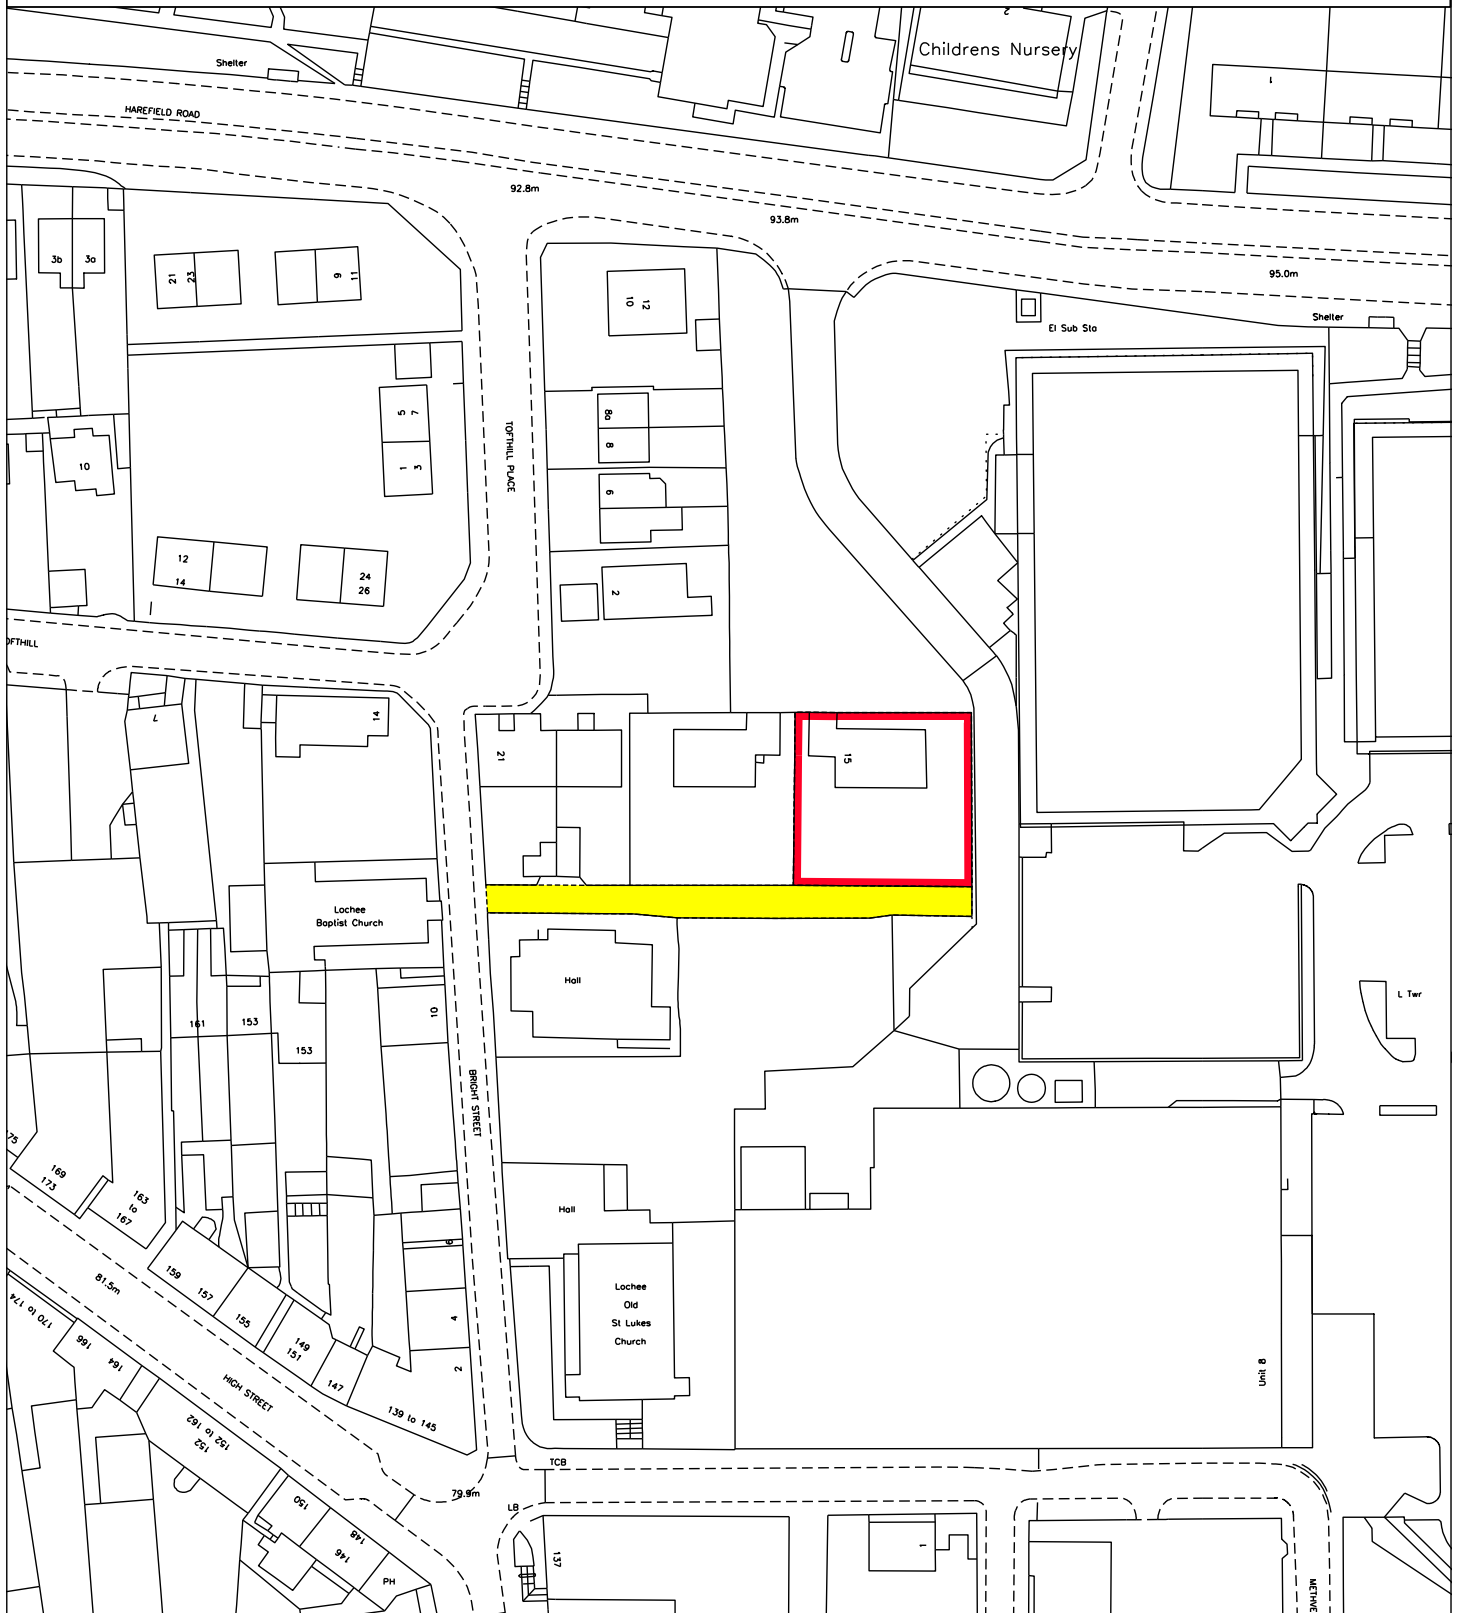 2
Childrens Nursery
Shelter
1
HAREFIELD ROAD
92.8m
93.8m
3b
3a
21
23
9
11
10
12
95.0m
El Sub Sta
Shelter
5
7
8a
8
TOFTHILL PLACE
1
3
10
6
12
14
24
26
2
OFTHILL
L
14
21
15
Lochee
Baptist Church
Hall
L Twr
161
153
153
10
BRIGHT STREET
75
169
173
163
to
167
Hall
6
159
157
155
81.5m
170 to 174
Lochee
Old
St Lukes
Church
4
149
151
166
164
2
147
Unit 8
HIGH STREET
139 to 145
152 to 162
152
TCB
79.9m
LB
150
148
146
137
1
PH
METHVE